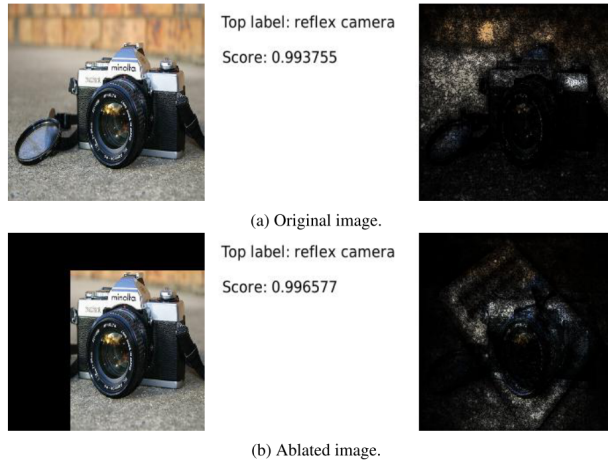 Top label: reflex camera
Score: 0.993755
minolta
(a) Original image.
Top label: reflex camera
Score: 0.996577
minolta
(b) Ablated image.